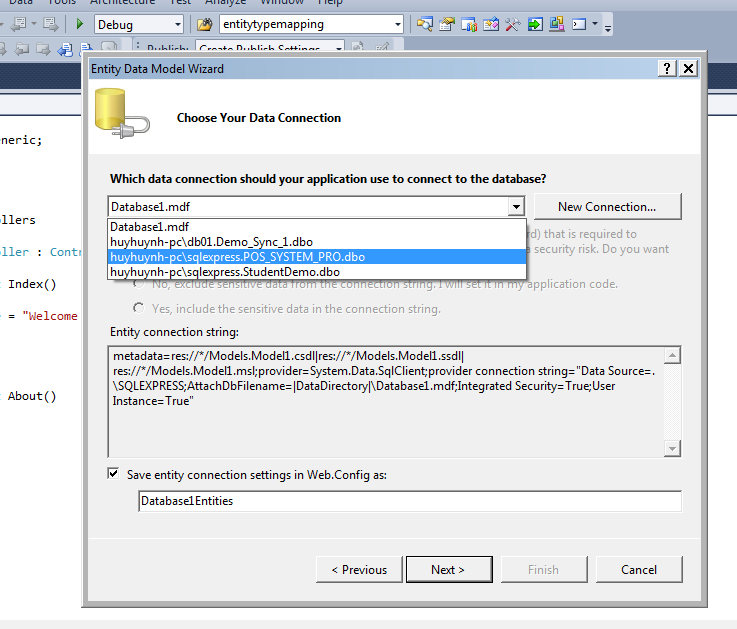 Data Tools Architecture Test Analyze Window Help
Debug entitytypemapping
Publish: Create Publish Settings
Entity Data Model Wizard
Choose Your Data Connection
neric;
Which data connection should your application use to connect to the database?
Database1.mdf New Connection...
llers
Database1.mdf
rd) that is required to
huyhuynh-pc\db01.Demo_Sync_1.dbo
a security risk. Do you want
ller : Contr
huyhuynh-pc\sqlexpress.POS_SYSTEM_PRO.dbo
huyhuynh-pc\sqlexpress.StudentDemo.dbo
Index()
No, exclude sensitive data from the connection string. I will set it in my application code.
= "Welcome
Yes, include the sensitive data in the connection string.
Entity connection string:
metadata=res://*/Models.Model1.csdl|res://*/Models.Model1.ssdl|
res://*/Models.Model1.msl;provider=System.Data.SqlClient;provider connection string="Data Source=.
\SQLEXPRESS;AttachDbFilename=|DataDirectory|\Database1.mdf;Integrated Security=True;User
Instance=True"
About()
Save entity connection settings in Web.Config as:
Database1Entities
< Previous Next > Finish Cancel